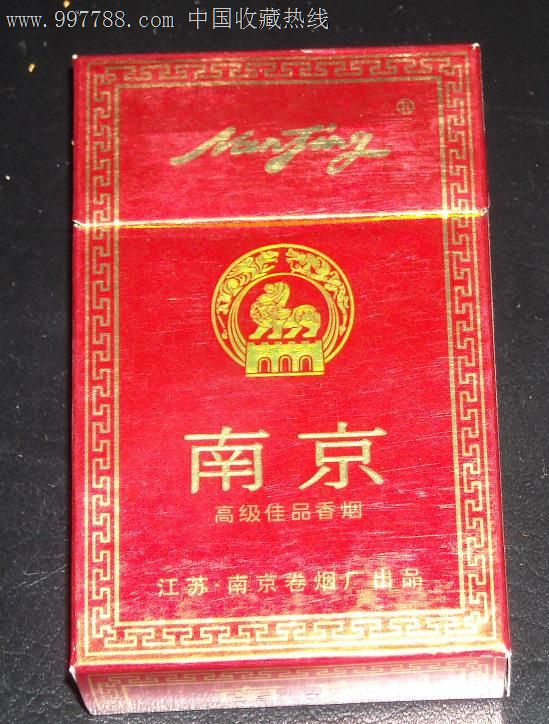 www.997788.com 中国收藏热线
NanJing ®
南京
高级佳品香烟
江苏·南京卷烟厂出品